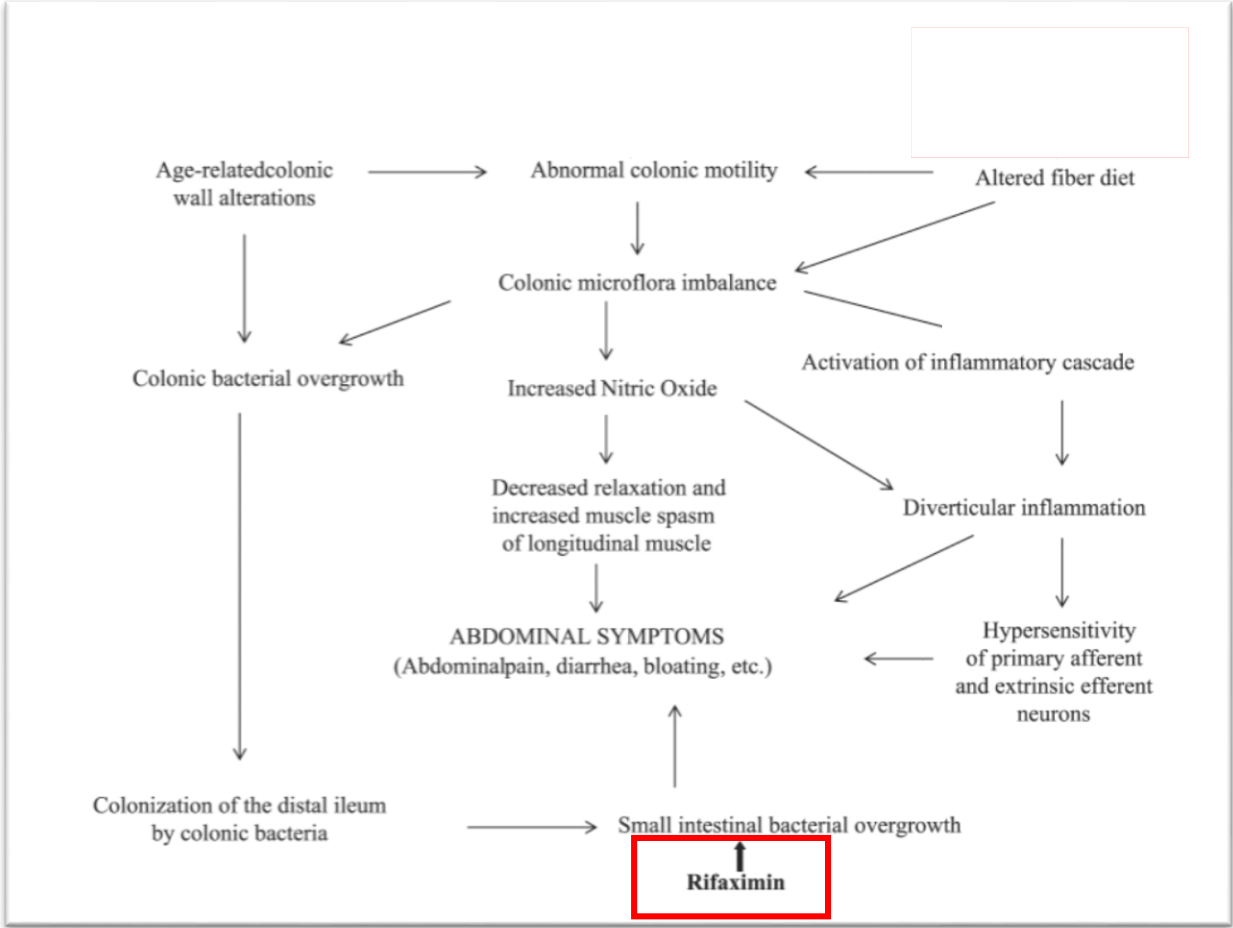 Age-relatedcolonic
wall alterations
Abnormal colonic motility
Altered fiber diet
Colonic microflora imbalance
Colonic bacterial overgrowth
Increased Nitric Oxide
Activation of inflammatory cascade
Decreased relaxation and
increased muscle spasm
of longitudinal muscle
Diverticular inflammation
ABDOMINAL SYMPTOMS
(Abdominalpain, diarrhea, bloating, etc.)
Hypersensitivity
of primary afferent
and extrinsic efferent
neurons
Colonization of the distal ileum
by colonic bacteria
Small intestinal bacterial overgrowth
Rifaximin